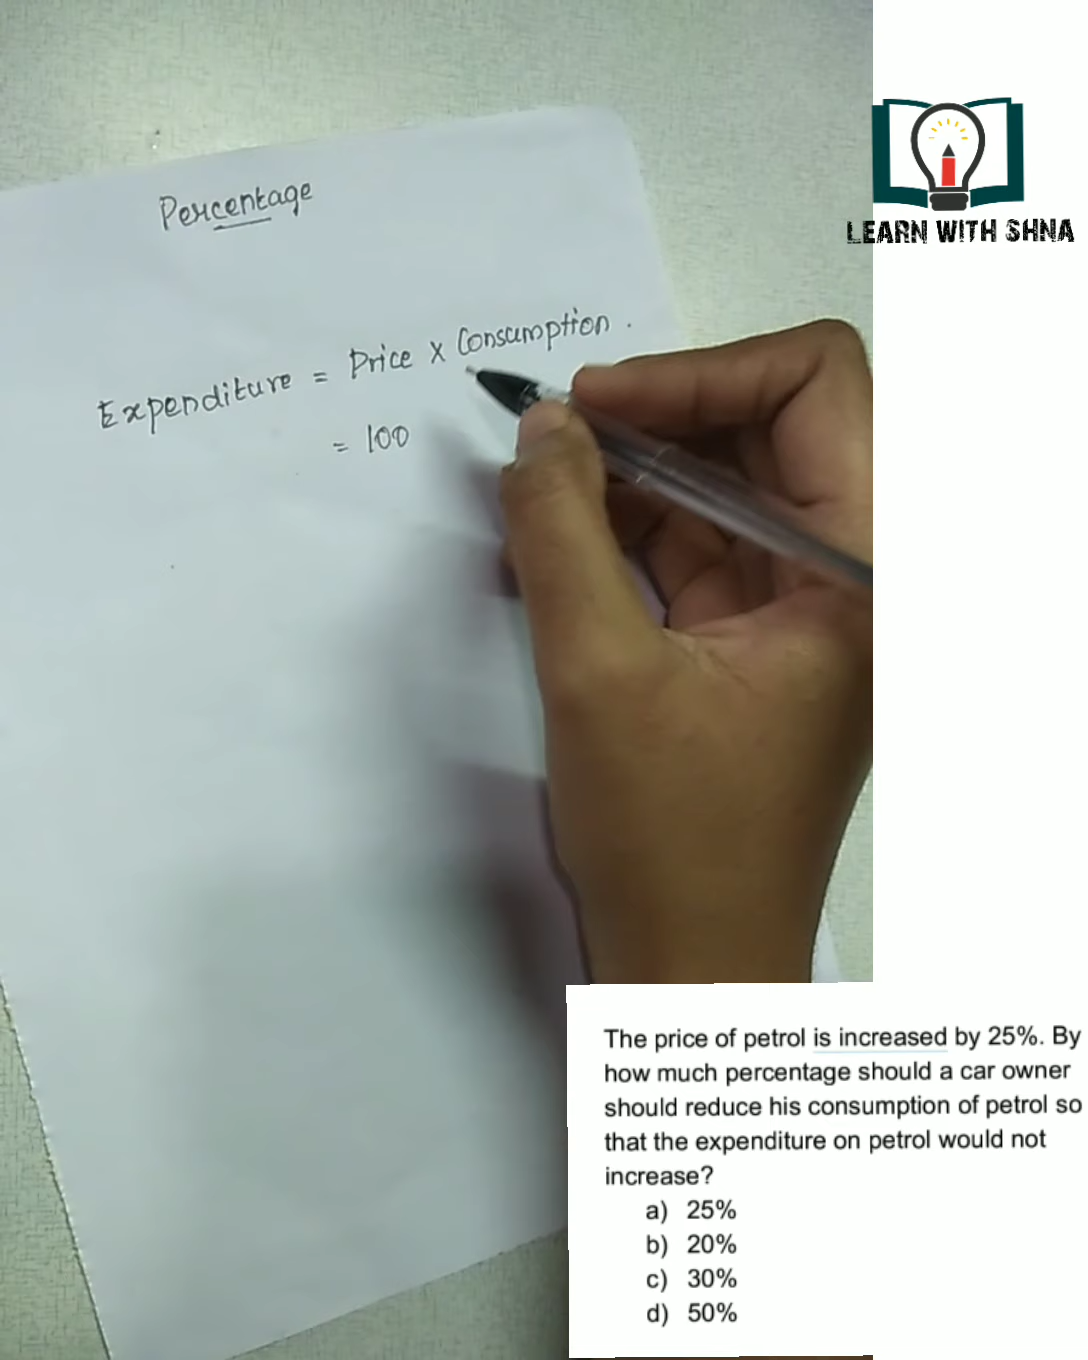 Percentage
LEARN WITH SHNA
Expenditure = Price x Consumption.
= 100
The price of petrol is increased by 25%. By
how much percentage should a car owner
should reduce his consumption of petrol so
that the expenditure on petrol would not
increase?
a) 25%
b) 20%
c) 30%
d) 50%